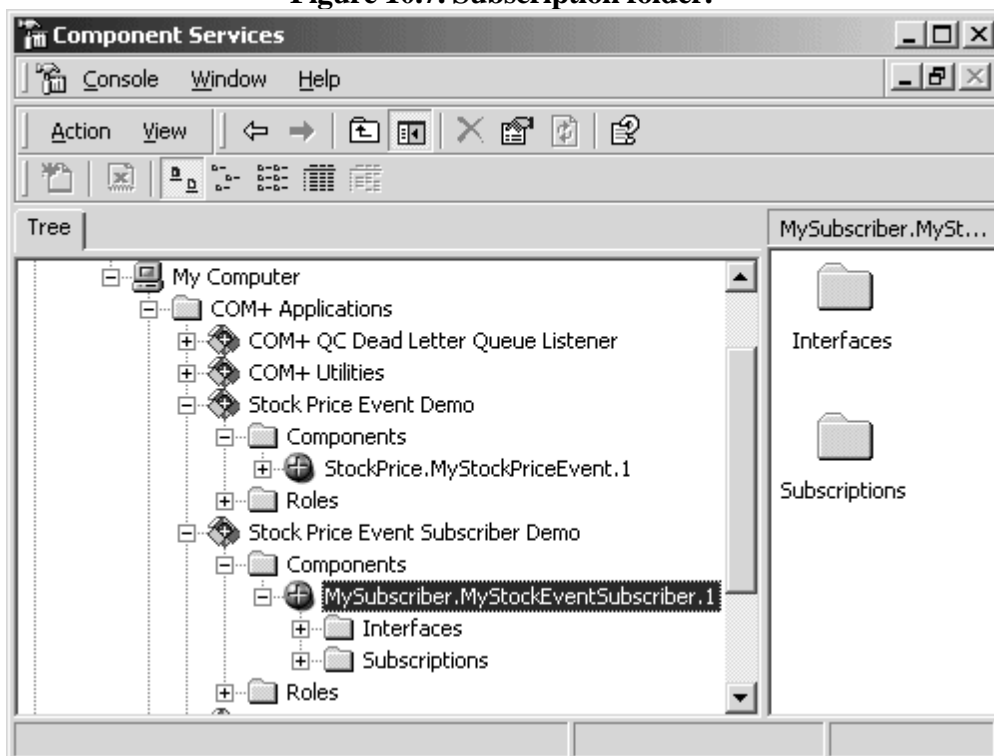 Figure 10.7. Subscription folder.
Component Services
Console Window Help
Action View
Tree
MySubscriber.MySt...
My Computer
COM+ Applications
COM+ QC Dead Letter Queue Listener
COM+ Utilities
Stock Price Event Demo
Components
StockPrice.MyStockPriceEvent.1
Roles
Stock Price Event Subscriber Demo
Components
MySubscriber.MyStockEventSubscriber.1
Interfaces
Subscriptions
Roles
Interfaces
Subscriptions